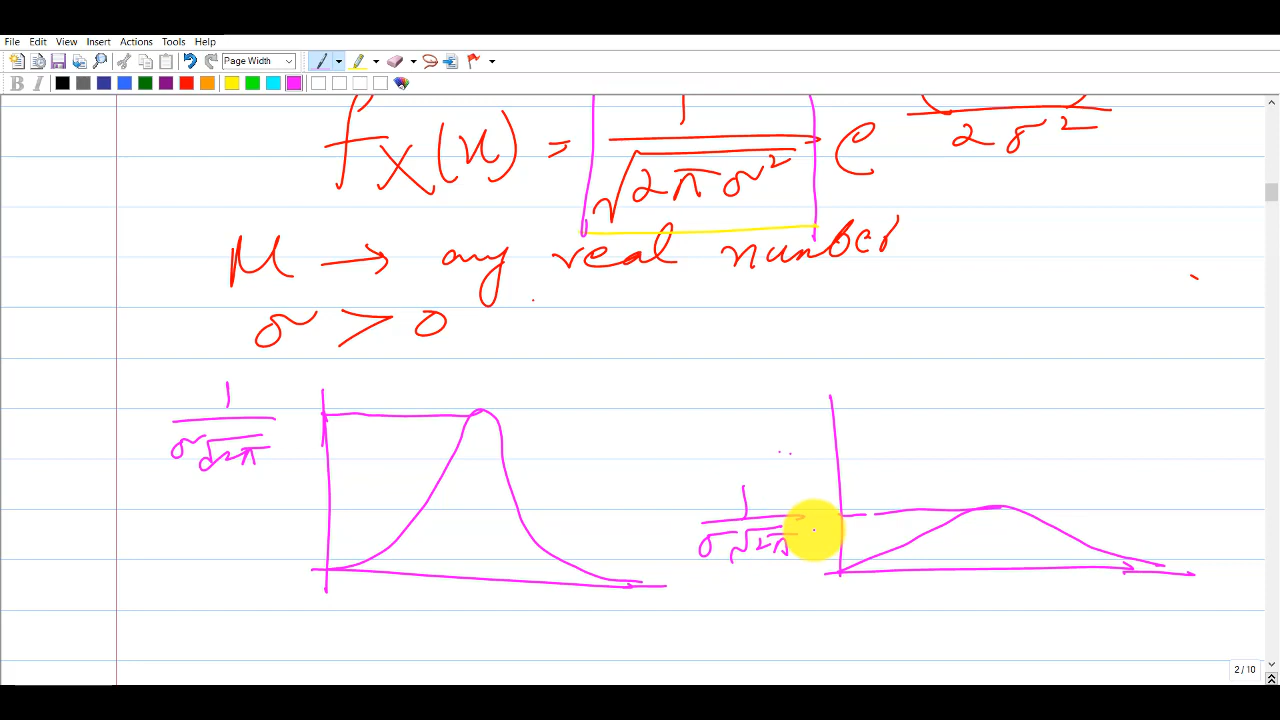 File Edit View Insert Actions Tools Help
Page Width
B I
f_X(x) = 1/√(2πσ²) e 2σ²
μ → any real number
σ > 0
1/(σ√(2π))
1/(σ√(2π))
2 / 10